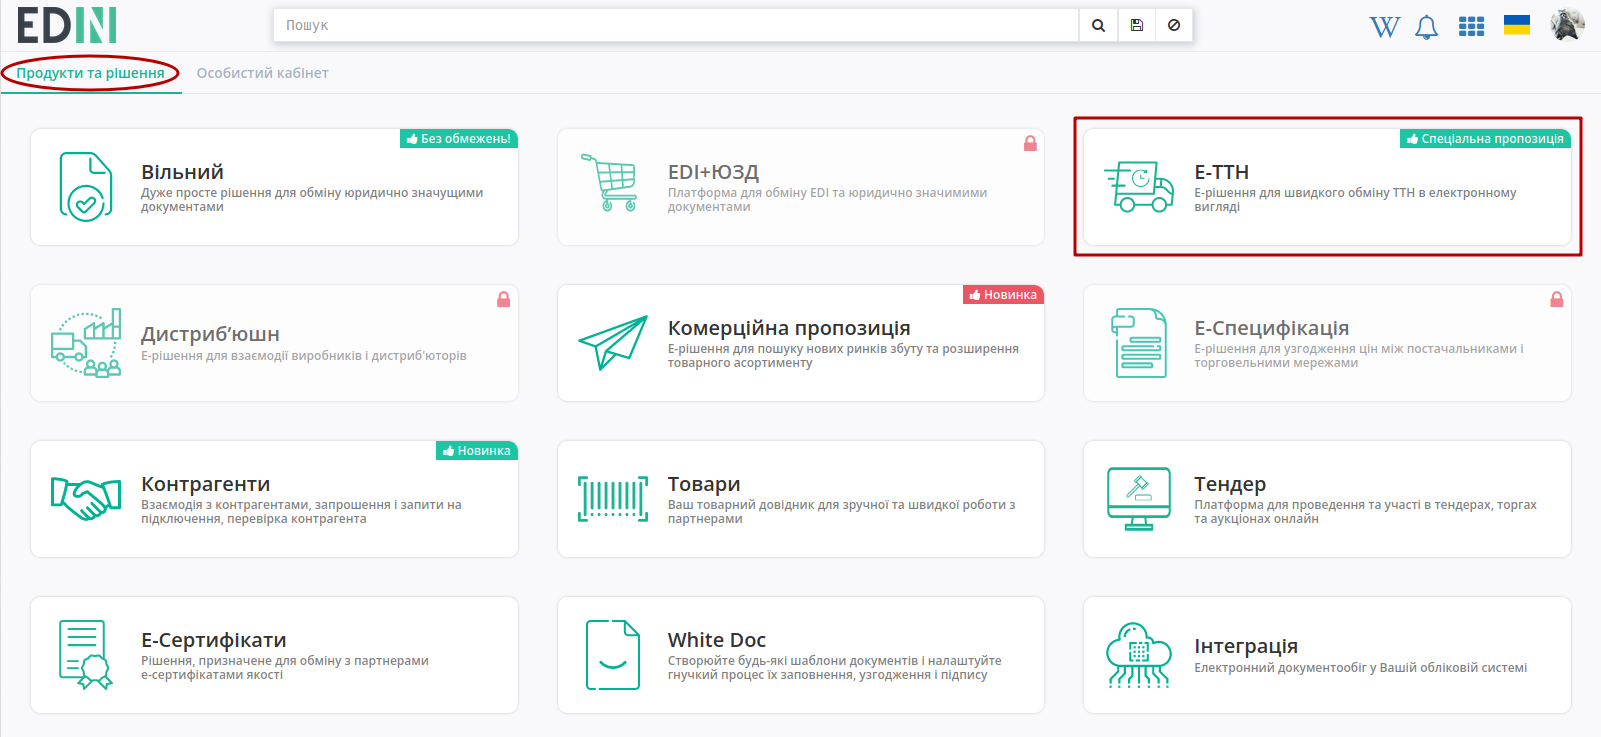 EDIN
Пошук
W
Продукти та рішення
Особистий кабінет
Без обмежень!
Вільний
Дуже просте рішення для обміну юридично значущими
документами
EDI+ЮЗД
Платформа для обміну EDI та юридично значимими
документами
Спеціальна пропозиція
Е-ТТН
Е-рішення для швидкого обміну ТТН в електронному
вигляді
Дистриб’юшн
Е-рішення для взаємодії виробників і дистриб'юторів
Новинка
Комерційна пропозиція
Е-рішення для пошуку нових ринків збуту та розширення
товарного асортименту
Е-Специфікація
Е-рішення для узгодження цін між постачальниками і
торговельними мережами
Новинка
Контрагенти
Взаємодія з контрагентами, запрошення і запити на
підключення, перевірка контрагента
Товари
Ваш товарний довідник для зручної та швидкої роботи з
партнерами
Тендер
Платформа для проведення та участі в тендерах, торгах
та аукціонах онлайн
Е-Сертифікати
Рішення, призначене для обміну з партнерами
е-сертифікатами якості
White Doc
Створюйте будь-які шаблони документів і налаштуйте
гнучкий процес їх заповнення, узгодження і підпису
Інтеграція
Електронний документообіг у Вашій обліковій системі